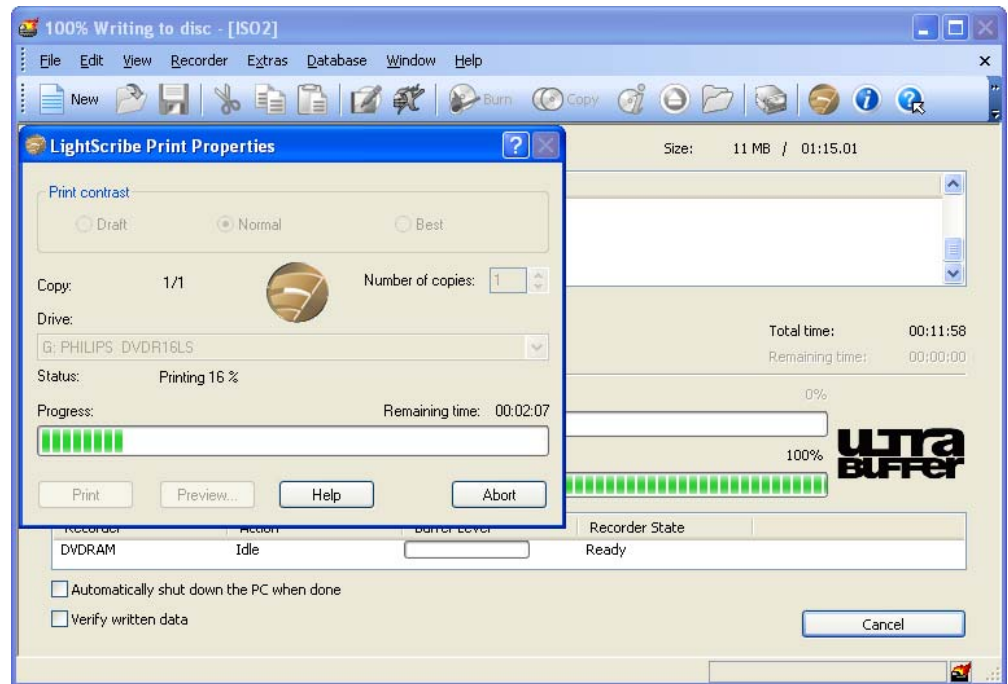 100% Writing to disc - [ISO2]
File Edit View Recorder Extras Database Window Help
New Burn Copy
LightScribe Print Properties
Size: 11 MB / 01:15.01
Print contrast
Draft Normal Best
Copy: 1/1 Number of copies: 1
Drive:
G: PHILIPS DVDR16LS
Total time: 00:11:58
Remaining time: 00:00:00
Status: Printing 16 %
0%
Progress: Remaining time: 00:02:07
100%
ULTRA
BUFFER
Print Preview... Help Abort
Recorder Action Buffer Level Recorder State
DVDRAM Idle Ready
Automatically shut down the PC when done
Verify written data
Cancel